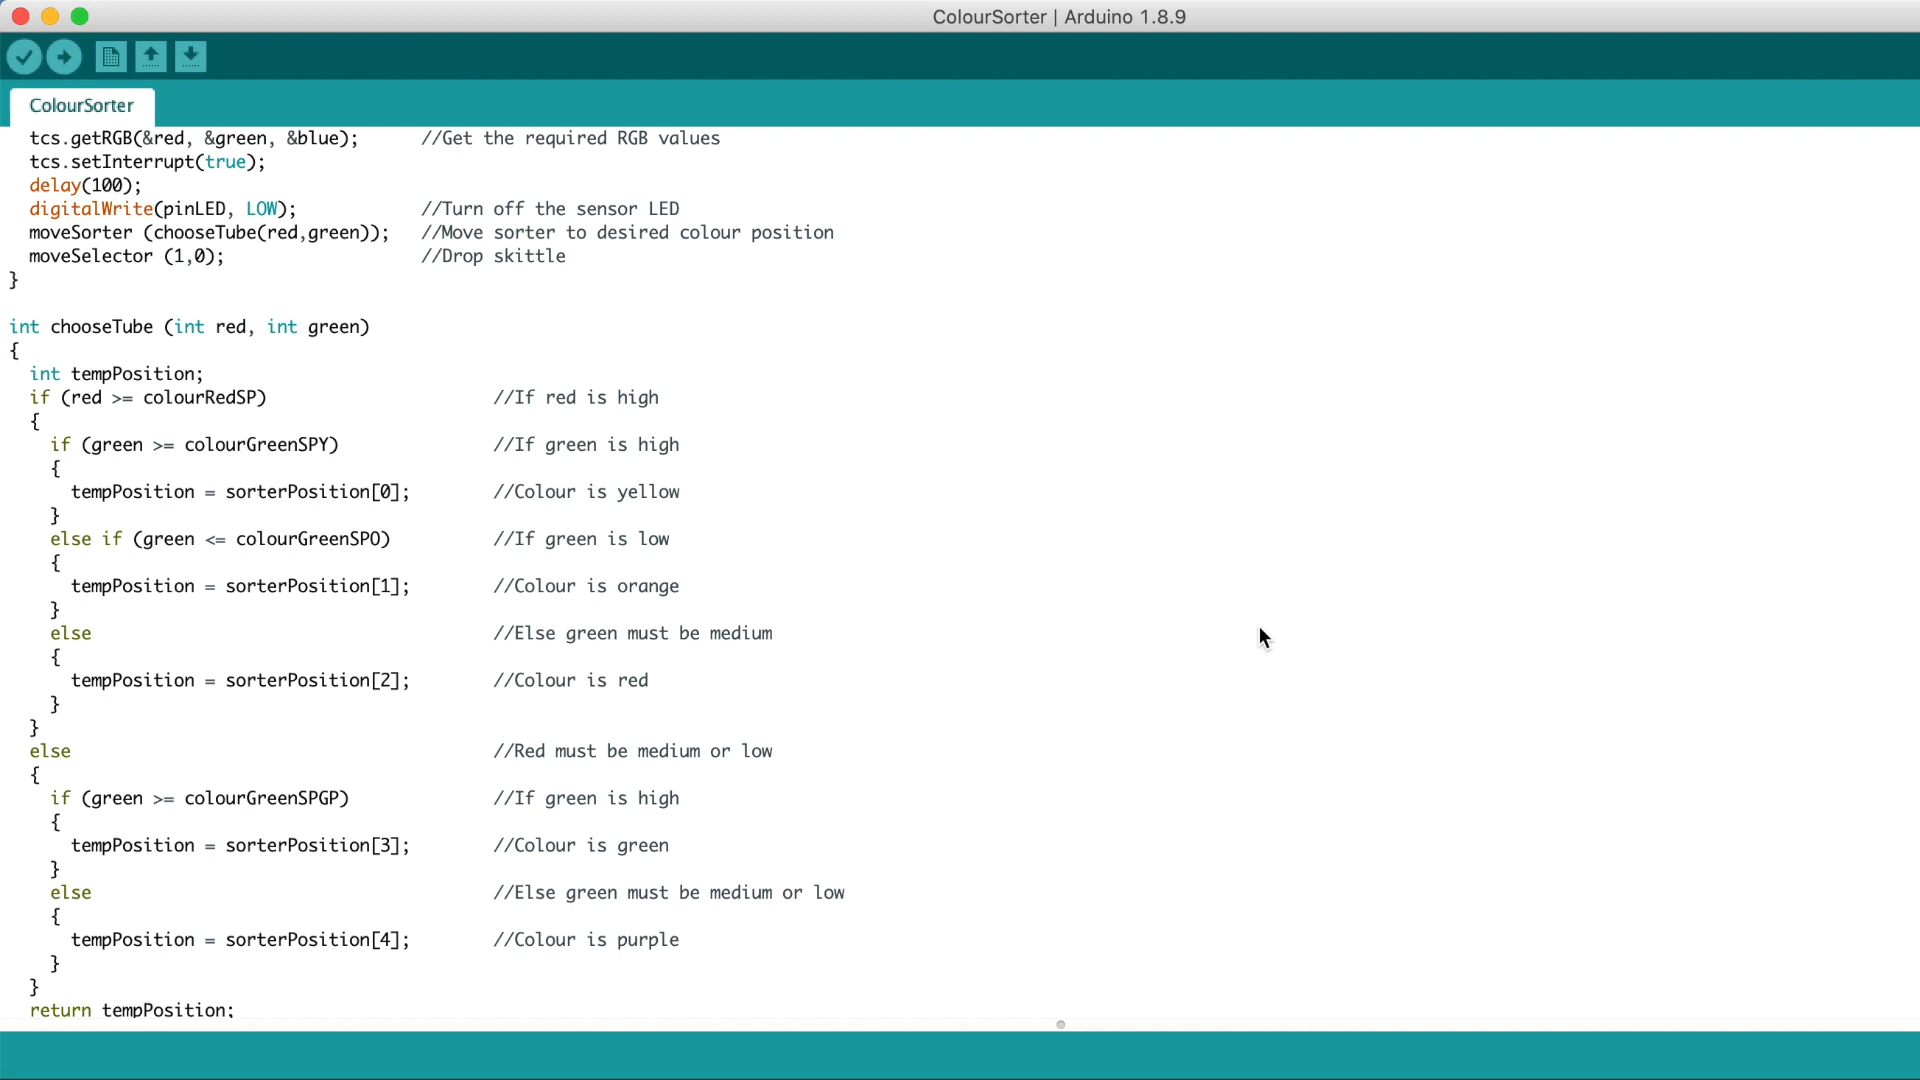 ColourSorter | Arduino 1.8.9
ColourSorter
tcs.getRGB(&red, &green, &blue);      //Get the required RGB values
tcs.setInterrupt(true);
delay(100);
digitalWrite(pinLED, LOW);            //Turn off the sensor LED
moveSorter (chooseTube(red,green));   //Move sorter to desired colour position
moveSelector (1,0);                   //Drop skittle
}
int chooseTube (int red, int green)
{
int tempPosition;
if (red >= colourRedSP)                      //If red is high
{
if (green >= colourGreenSPY)               //If green is high
{
tempPosition = sorterPosition[0];        //Colour is yellow
}
else if (green <= colourGreenSPO)          //If green is low
{
tempPosition = sorterPosition[1];        //Colour is orange
}
else                                       //Else green must be medium
{
tempPosition = sorterPosition[2];        //Colour is red
}
}
else                                         //Red must be medium or low
{
if (green >= colourGreenSPGP)              //If green is high
{
tempPosition = sorterPosition[3];        //Colour is green
}
else                                       //Else green must be medium or low
{
tempPosition = sorterPosition[4];        //Colour is purple
}
}
return tempPosition;